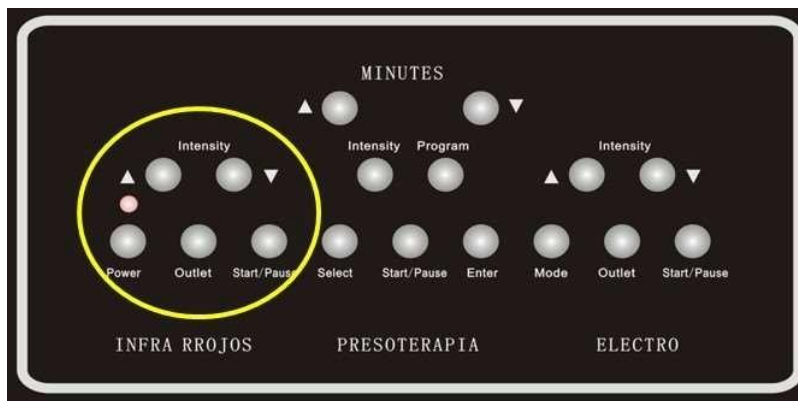 MINUTES
▲ ▼
Intensity Intensity Program Intensity
▲ ▼ ▲ ▼
Power Outlet Start/Pause Select Start/Pause Enter Mode Outlet Start/Pause
INFRA RROJOS PRESOTERAPIA ELECTRO